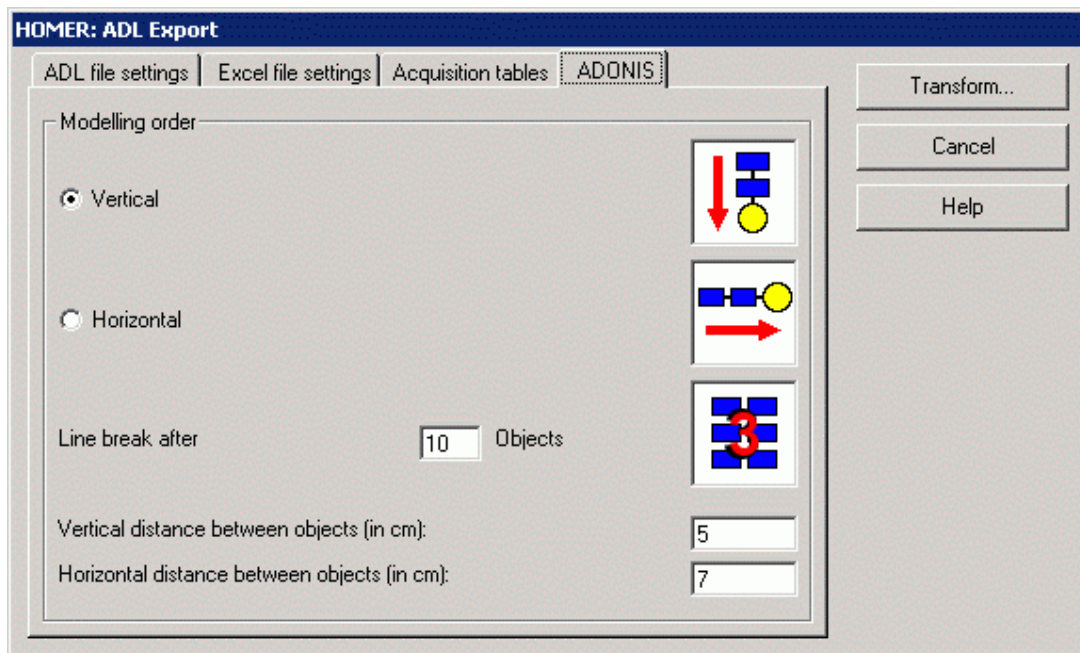 HOMER: ADL Export
ADL file settings Excel file settings Acquisition tables ADONIS
Transform...
Cancel
Help
Modelling order
Vertical
Horizontal
Line break after 10 Objects
3
Vertical distance between objects (in cm): 5
Horizontal distance between objects (in cm): 7